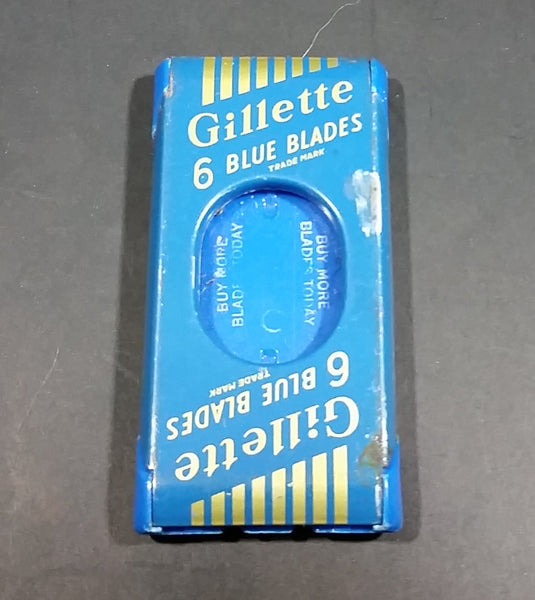 Gillette
6 BLUE BLADES
TRADE MARK
BUY MORE
BLADES TODAY
BUY MORE
BLADES TODAY
TRADE MARK
6 BLUE BLADES
Gillette